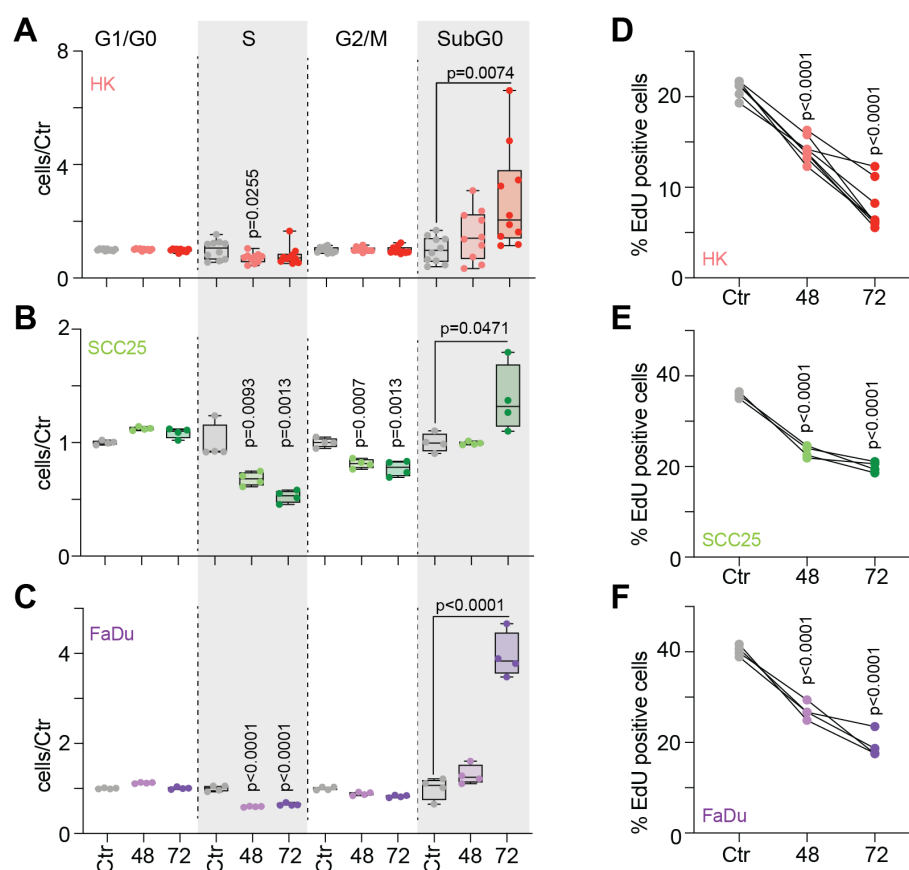 A
G1/G0 S G2/M SubG0
HK
cells/Ctr
8
4
0
p=0.0255
p=0.0074
B
SCC25
cells/Ctr
2
1
0
p=0.0093
p=0.0013
p=0.0007
p=0.0013
p=0.0471
C
FaDu
cells/Ctr
4
2
0
p<0.0001
p<0.0001
p<0.0001
Ctr 48 72 Ctr 48 72 Ctr 48 72 Ctr 48 72
D
% EdU positive cells
20
10
0
p<0.0001
p<0.0001
HK
Ctr 48 72
E
% EdU positive cells
40
20
0
p<0.0001
p<0.0001
SCC25
Ctr 48 72
F
% EdU positive cells
40
20
0
p<0.0001
p<0.0001
FaDu
Ctr 48 72